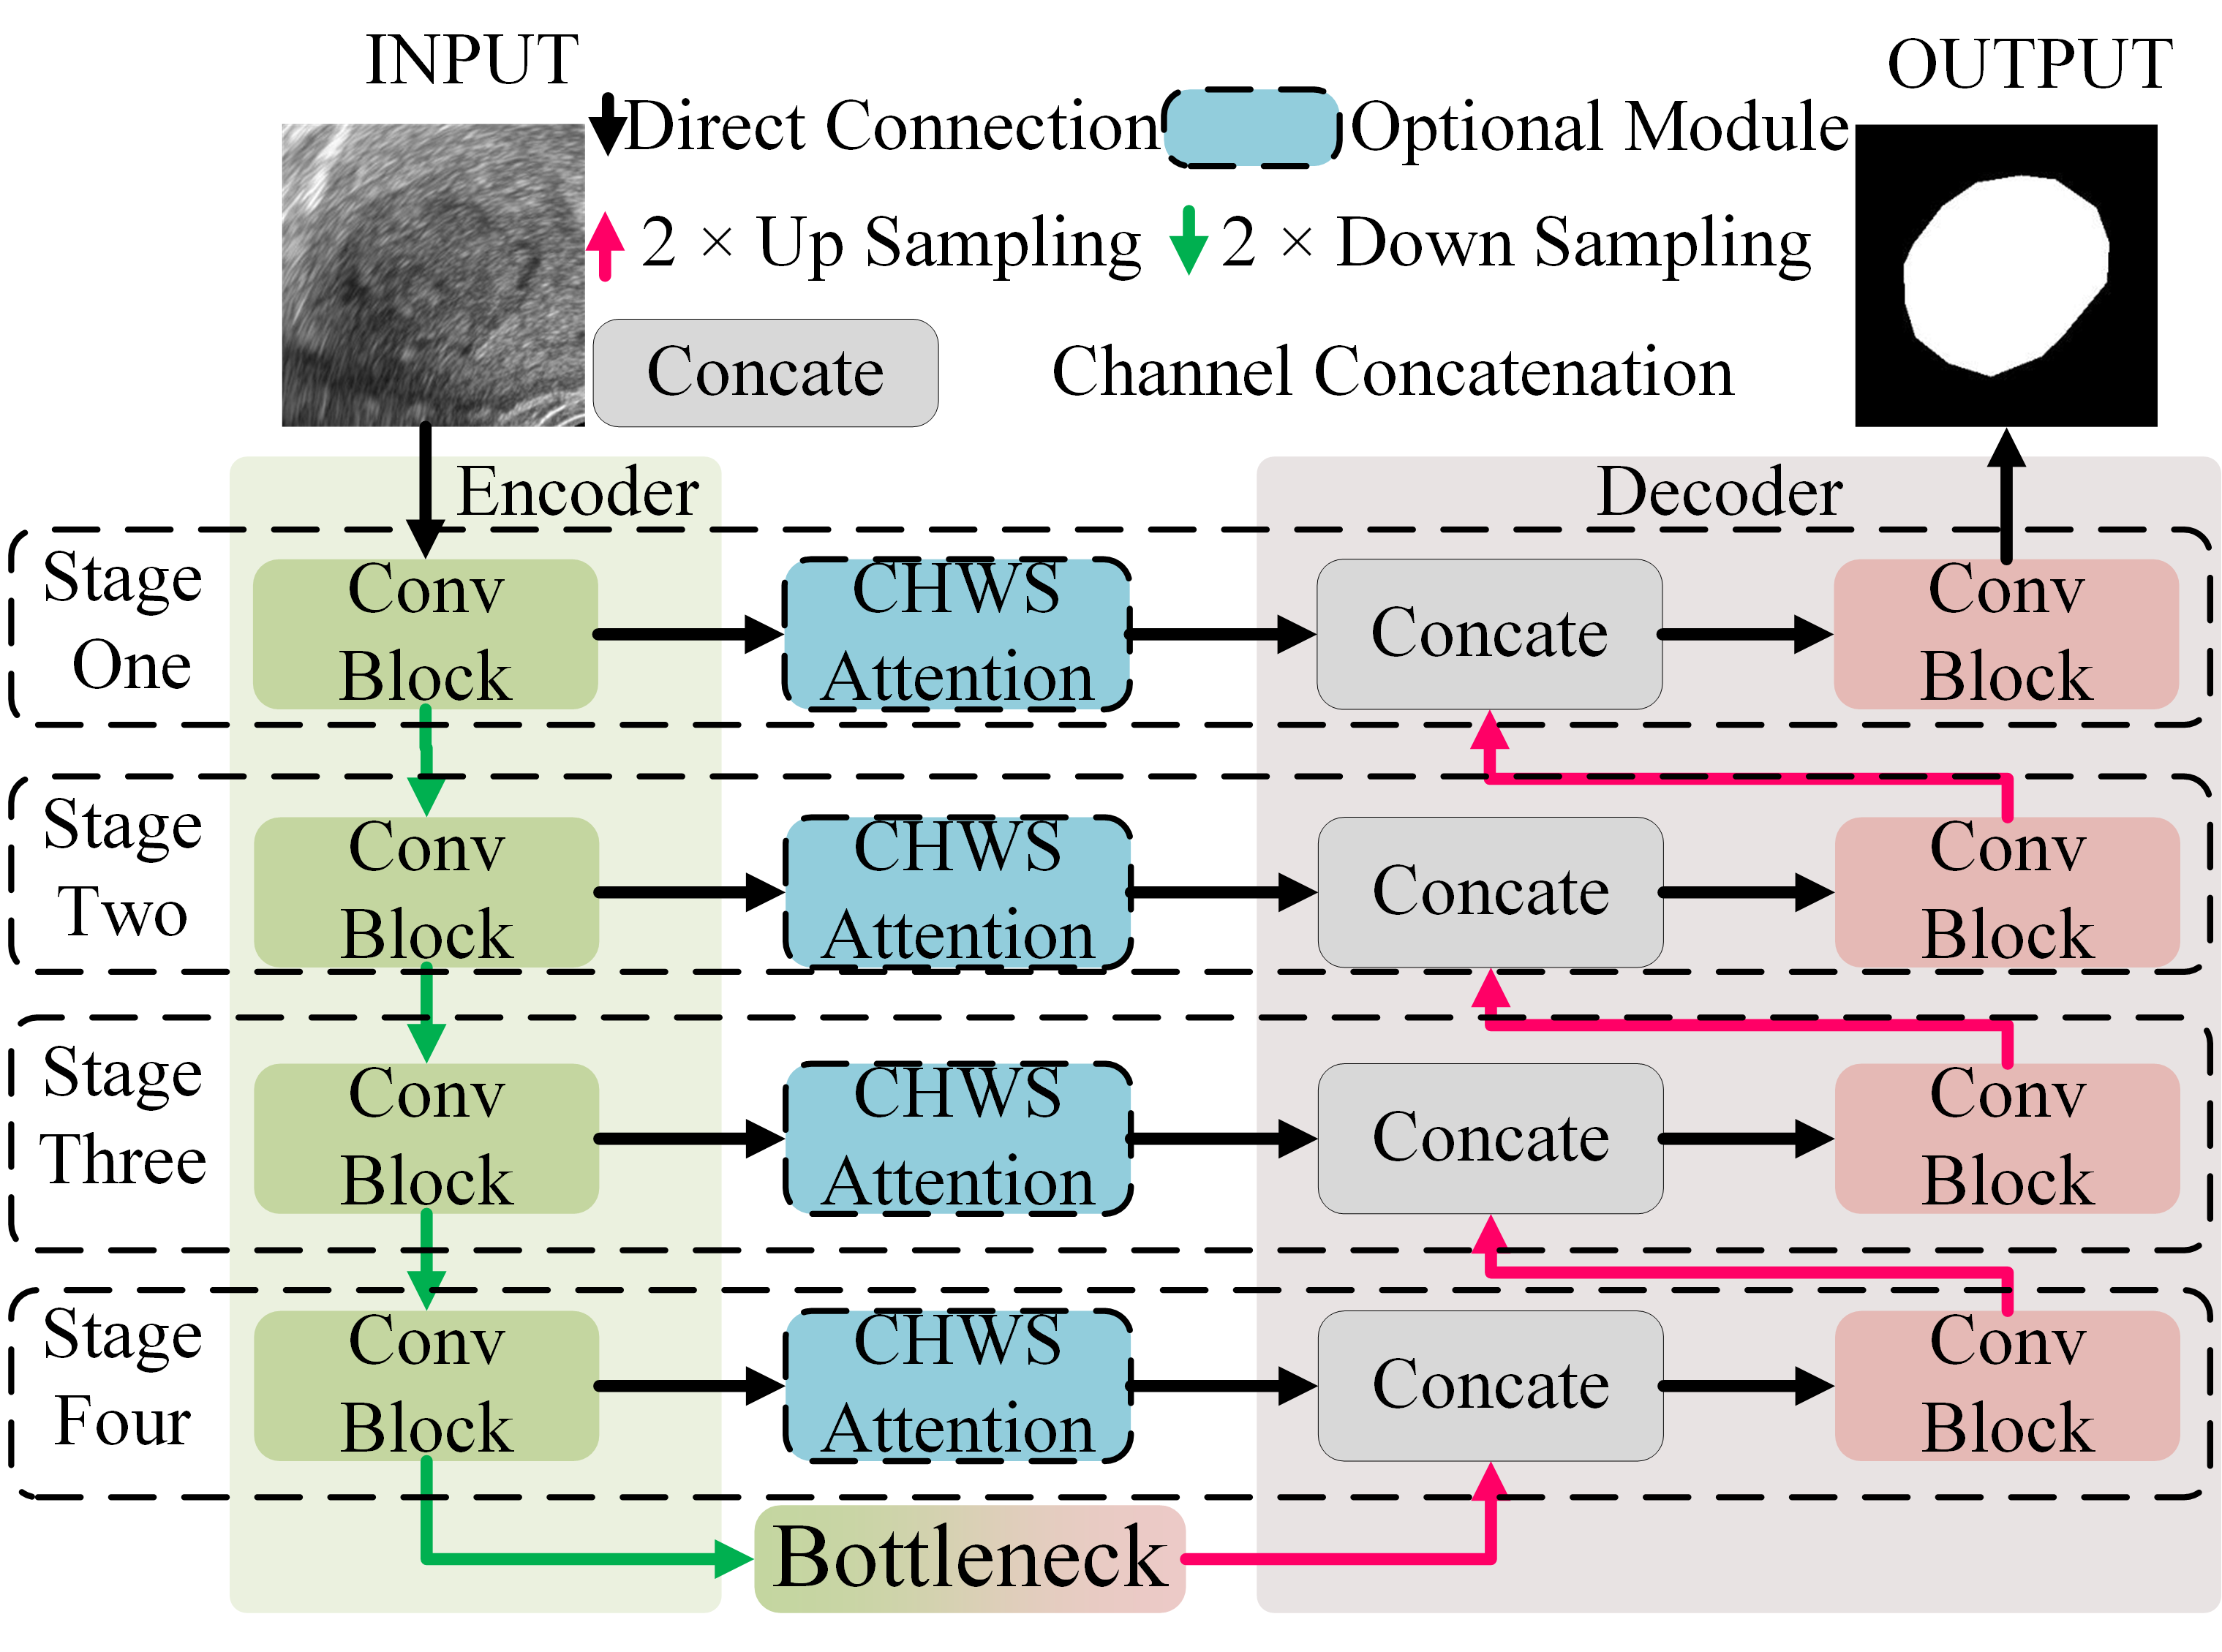 INPUT
OUTPUT
Direct Connection
Optional Module
2 × Up Sampling
2 × Down Sampling
Concate
Channel Concatenation
Encoder
Decoder
Stage
One
Conv
Block
CHWS
Attention
Concate
Conv
Block
Stage
Two
Conv
Block
CHWS
Attention
Concate
Conv
Block
Stage
Three
Conv
Block
CHWS
Attention
Concate
Conv
Block
Stage
Four
Conv
Block
CHWS
Attention
Concate
Conv
Block
Bottleneck